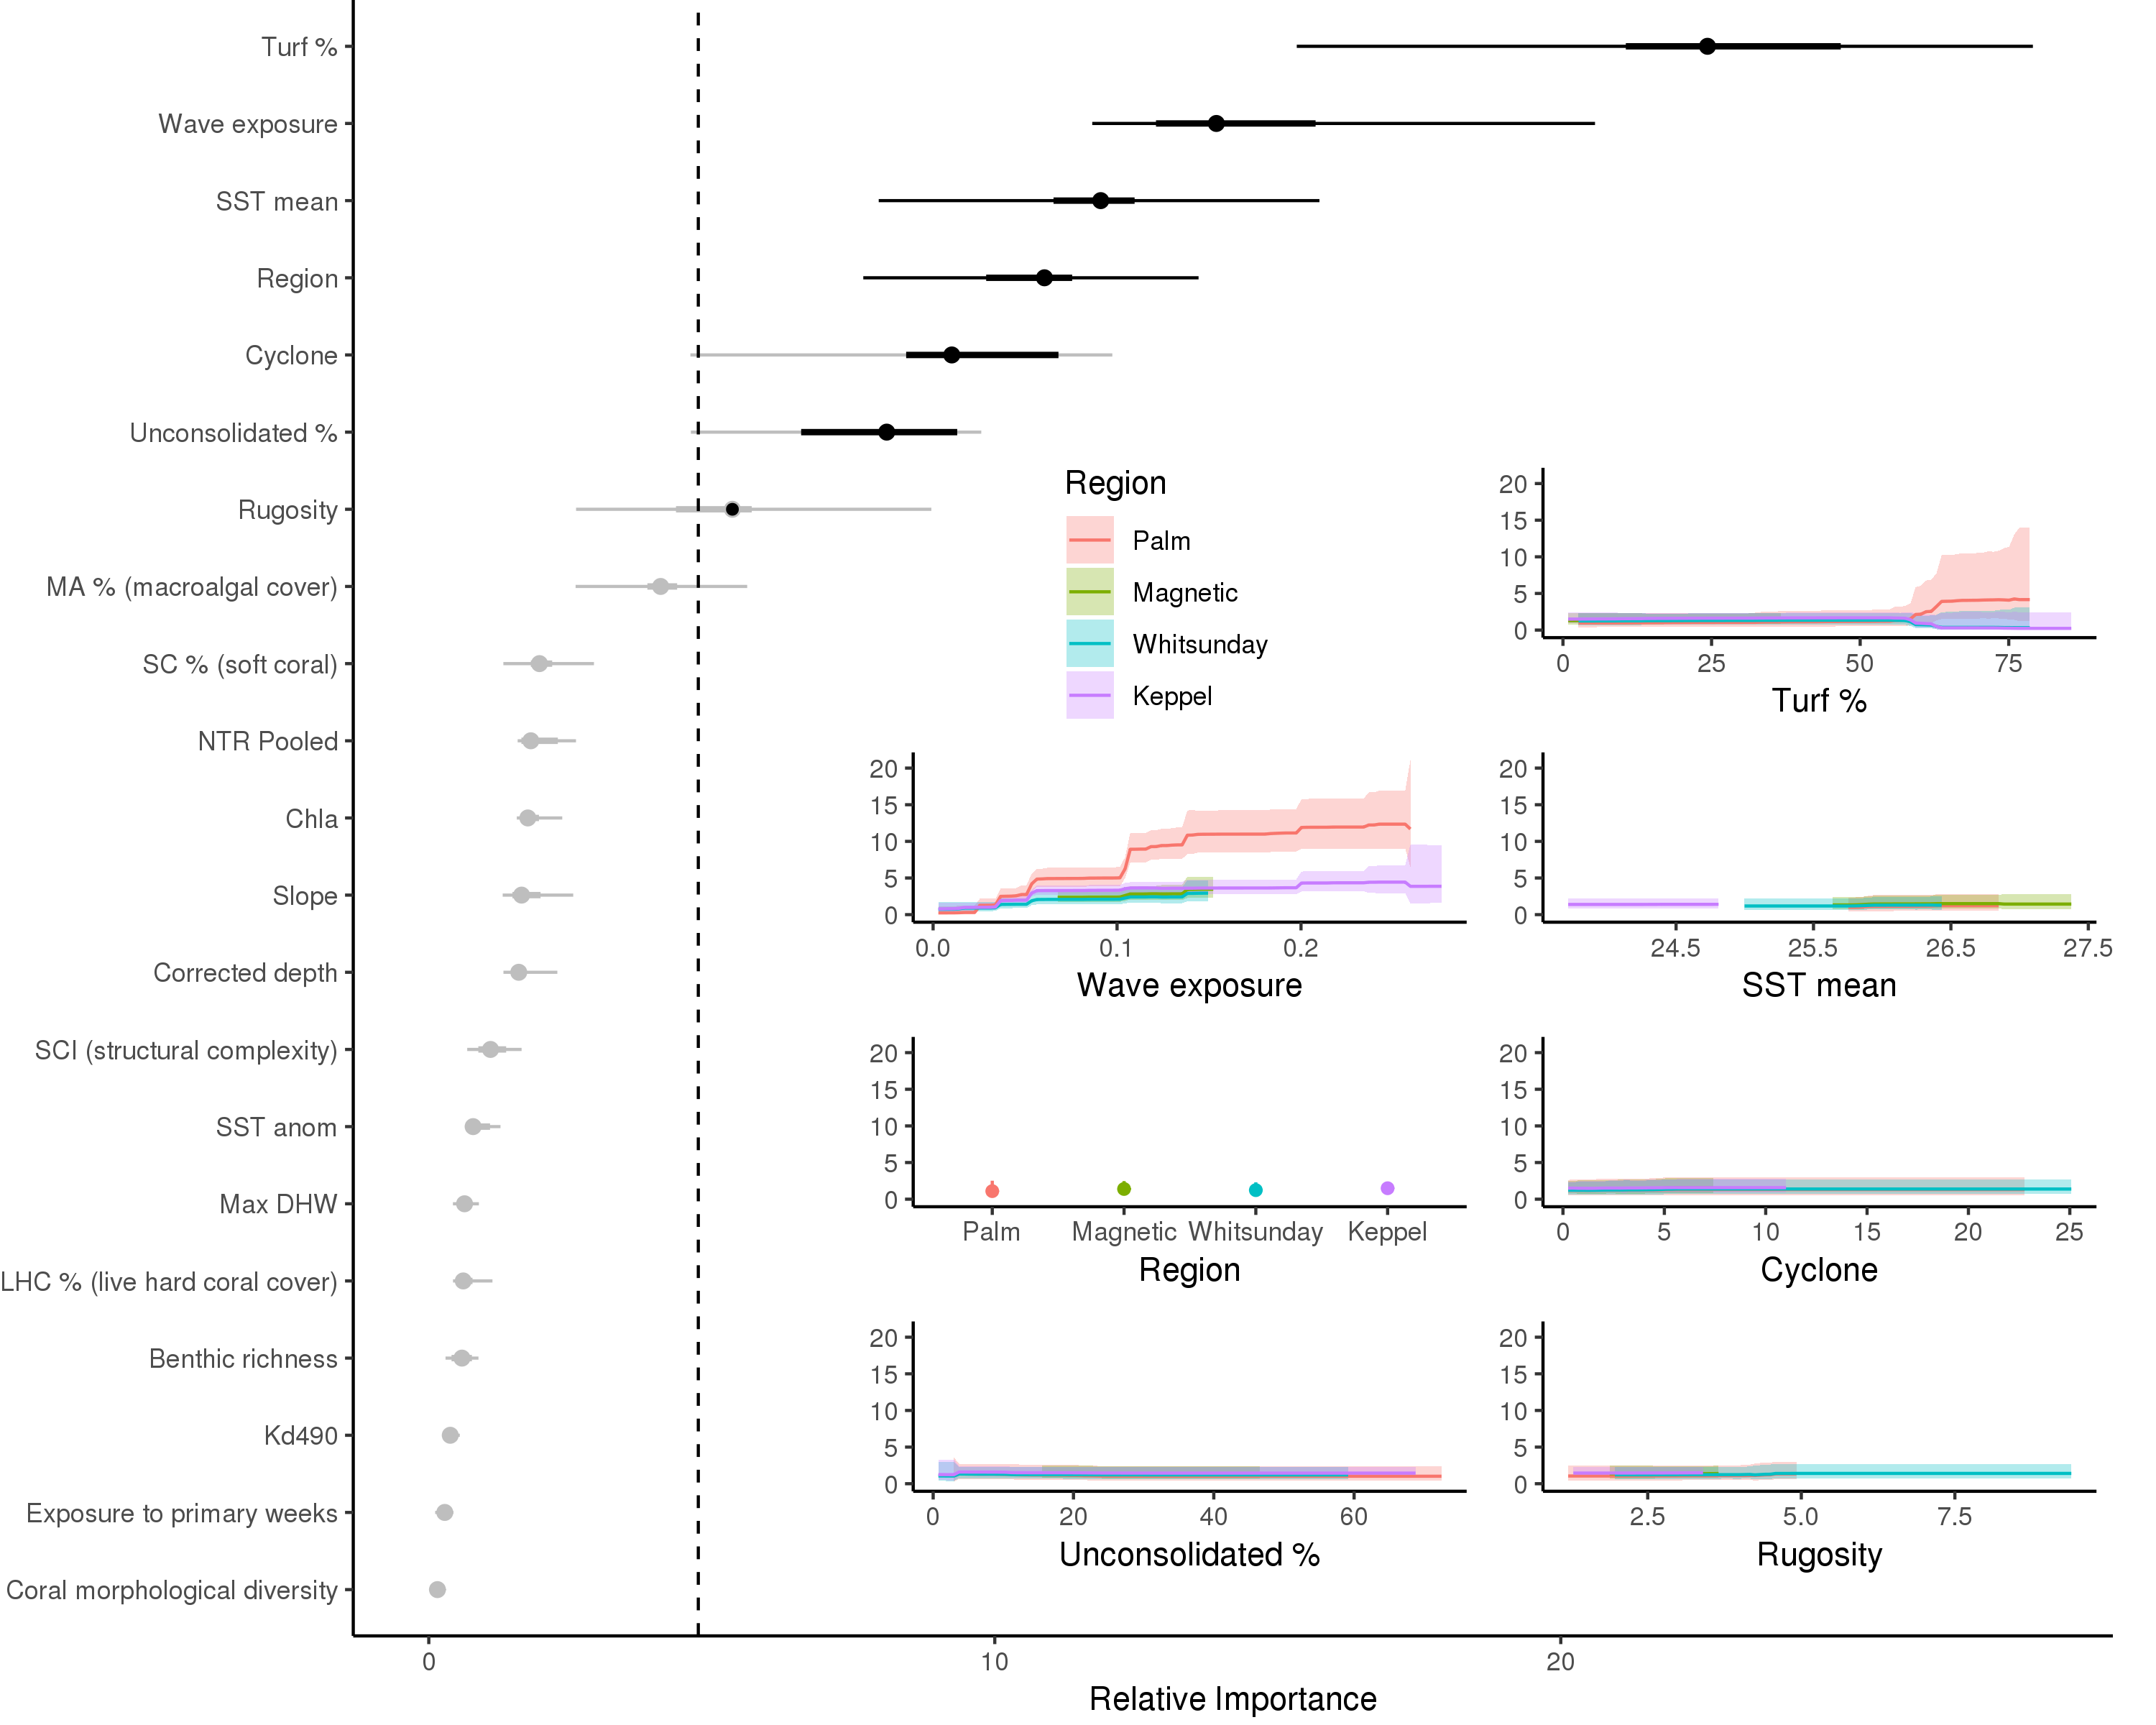 Turf %
Wave exposure
SST mean
Region
Cyclone
Unconsolidated %
Rugosity
MA % (macroalgal cover)
SC % (soft coral)
NTR Pooled
Chla
Slope
Corrected depth
SCI (structural complexity)
SST anom
Max DHW
LHC % (live hard coral cover)
Benthic richness
Kd490
Exposure to primary weeks
Coral morphological diversity
0 10 20
Relative Importance
Region
Palm
Magnetic
Whitsunday
Keppel
20
15
10
5
0
0 25 50 75
Turf %
20
15
10
5
0
0.0 0.1 0.2
Wave exposure
20
15
10
5
0
24.5 25.5 26.5 27.5
SST mean
20
15
10
5
0
Palm Magnetic Whitsunday Keppel
Region
20
15
10
5
0
0 5 10 15 20 25
Cyclone
20
15
10
5
0
0 20 40 60
Unconsolidated %
20
15
10
5
0
2.5 5.0 7.5
Rugosity